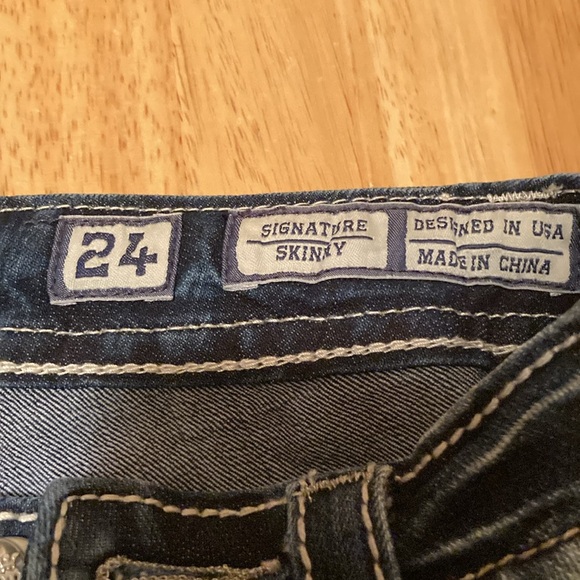 24
SIGNATURE
SKINNY
DESIGNED IN USA
MADE IN CHINA